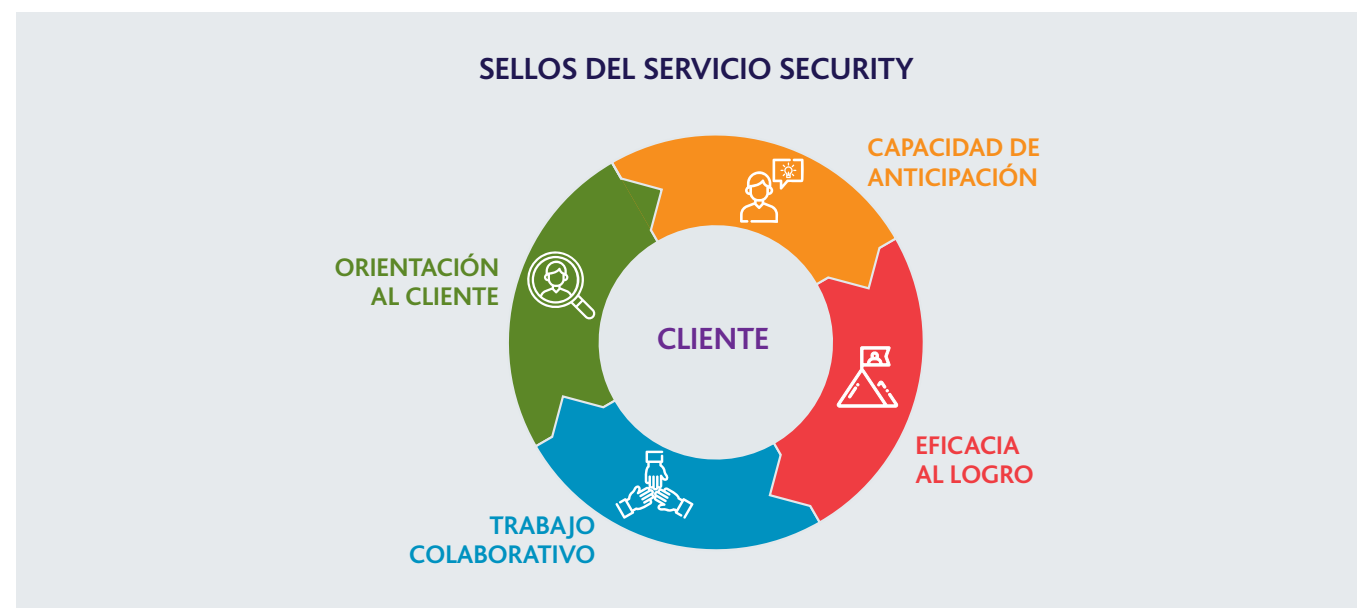 SELLOS DEL SERVICIO SECURITY
CAPACIDAD DE
ANTICIPACIÓN
ORIENTACIÓN
AL CLIENTE
CLIENTE
EFICACIA
AL LOGRO
TRABAJO
COLABORATIVO